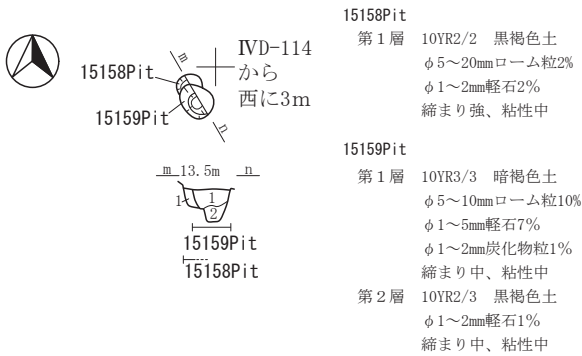 m
ⅣD-114
から
西に3m
15158Pit
15159Pit
n
m 13.5m n
1
1
2
15159Pit
15158Pit
15158Pit
第1層 10YR2/2 黒褐色土
φ5～20mmローム粒2%
φ1～2mm軽石2%
締まり強、粘性中
15159Pit
第1層 10YR3/3 暗褐色土
φ5～10mmローム粒10%
φ1～5mm軽石7%
φ1～2mm炭化物粒1%
締まり中、粘性中
第2層 10YR2/3 黒褐色土
φ1～2mm軽石1%
締まり中、粘性中